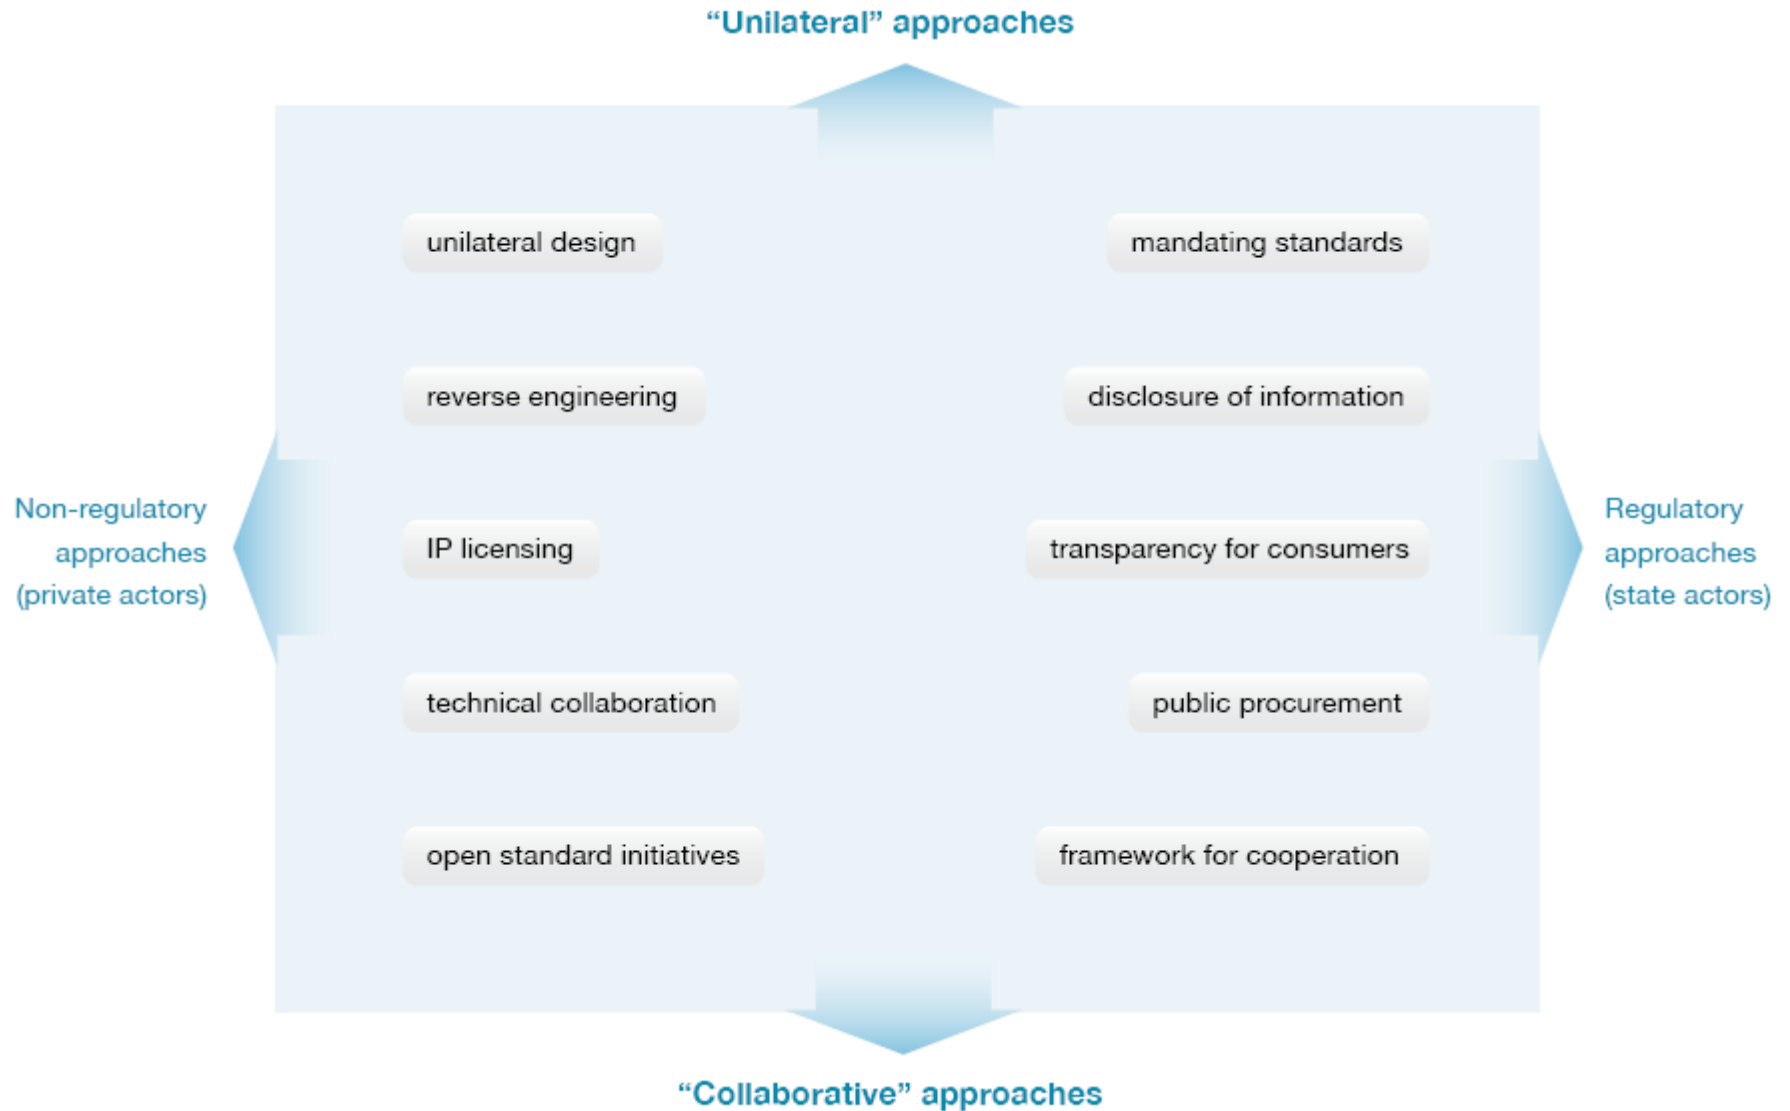 “Unilateral” approaches
unilateral design
mandating standards
reverse engineering
disclosure of information
Non-regulatory
approaches
(private actors)
IP licensing
transparency for consumers
Regulatory
approaches
(state actors)
technical collaboration
public procurement
open standard initiatives
framework for cooperation
“Collaborative” approaches